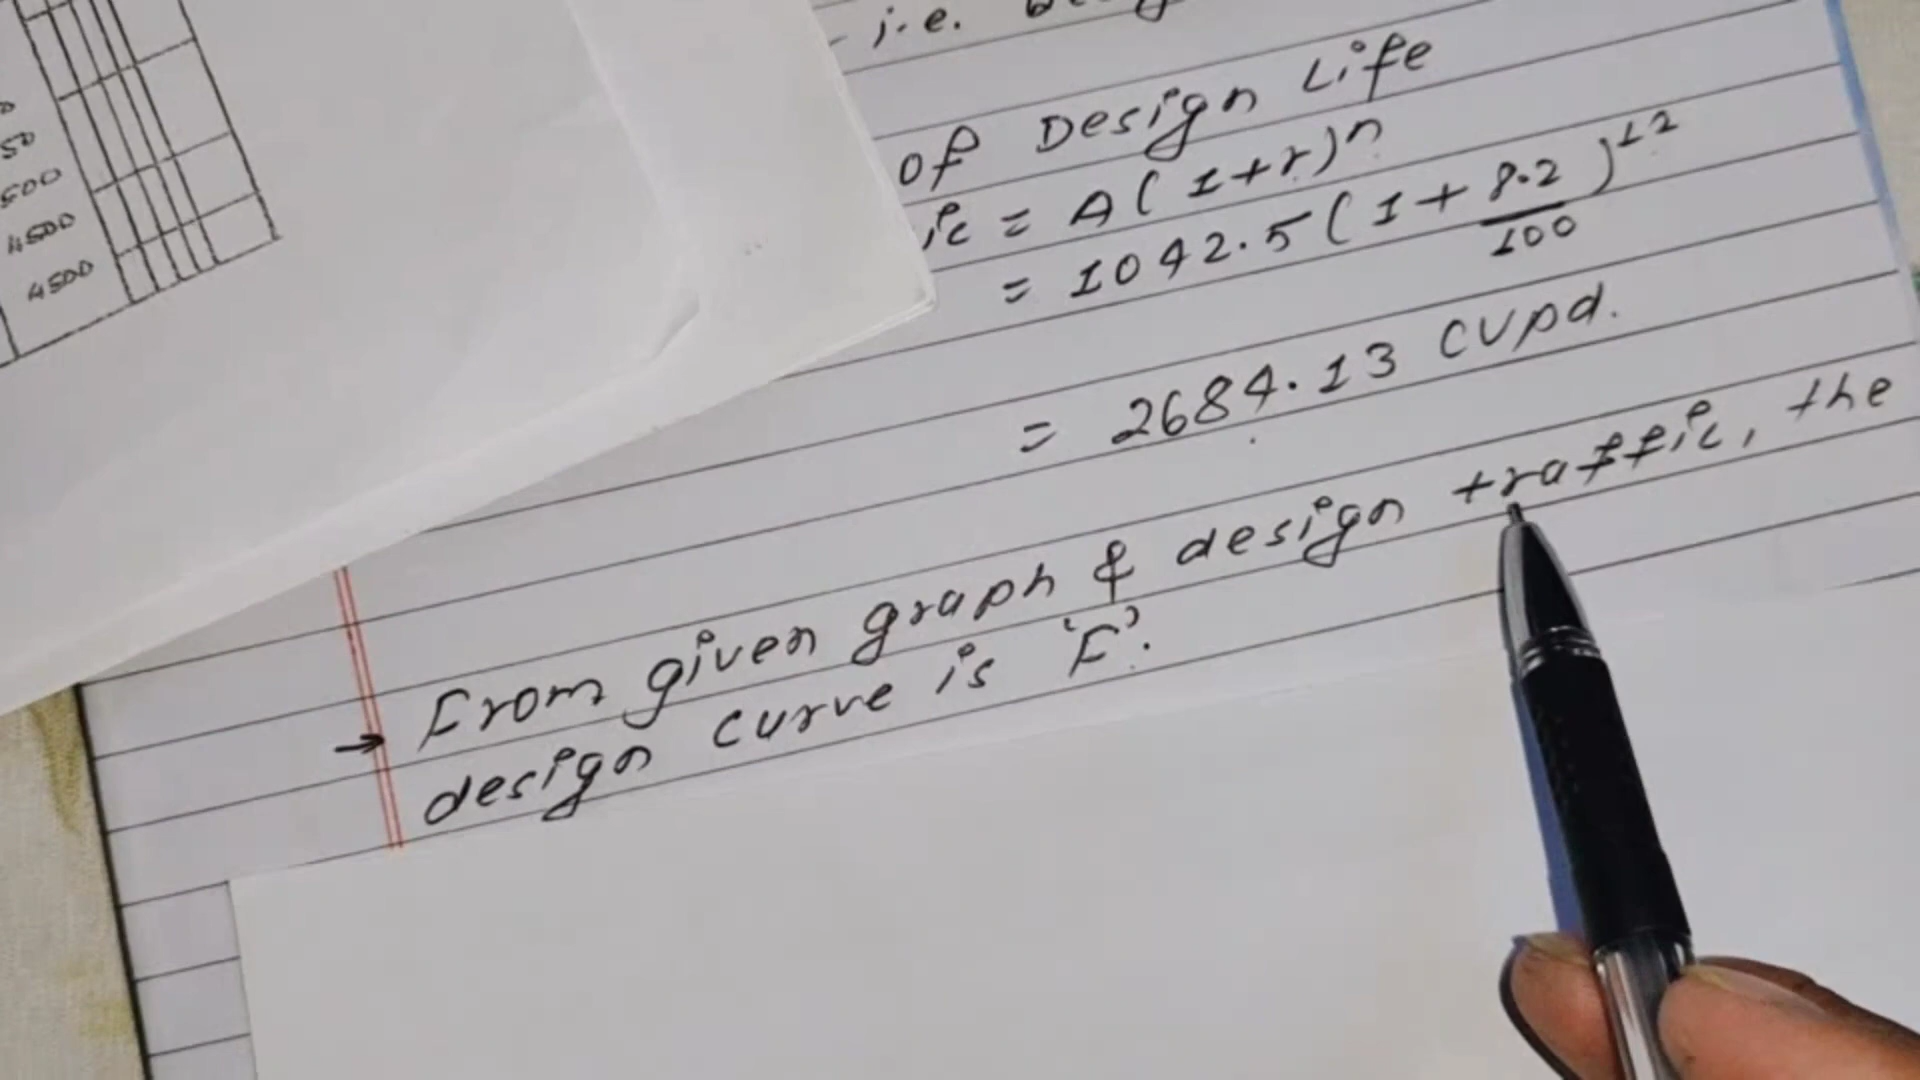 i.e.
of Design Life
ic = A(1+r)^n
= 1042.5(1+8.2/100)^12
= 2684.13 CVpd.
→ From given graph & design traffic, the
design curve is 'F'.
50
500
4500
4500